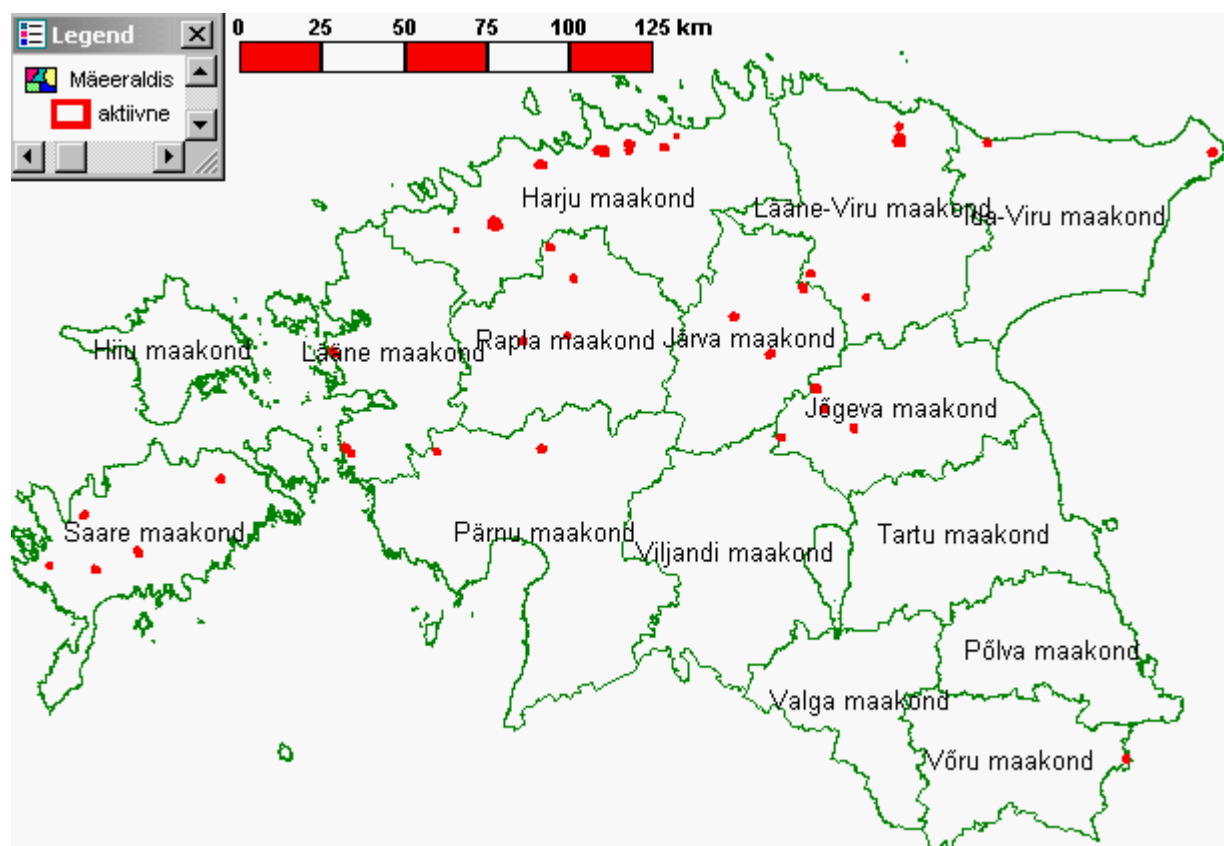 Legend
Mäeeraldis
aktiivne
0 25 50 75 100 125 km
Harju maakond
Lääne-Viru maakond
Ida-Viru maakond
Hiiu maakond
Lääne maakond
Rapla maakond
Järva maakond
Jõgeva maakond
Saare maakond
Pärnu maakond
Viljandi maakond
Tartu maakond
Põlva maakond
Valga maakond
Võru maakond